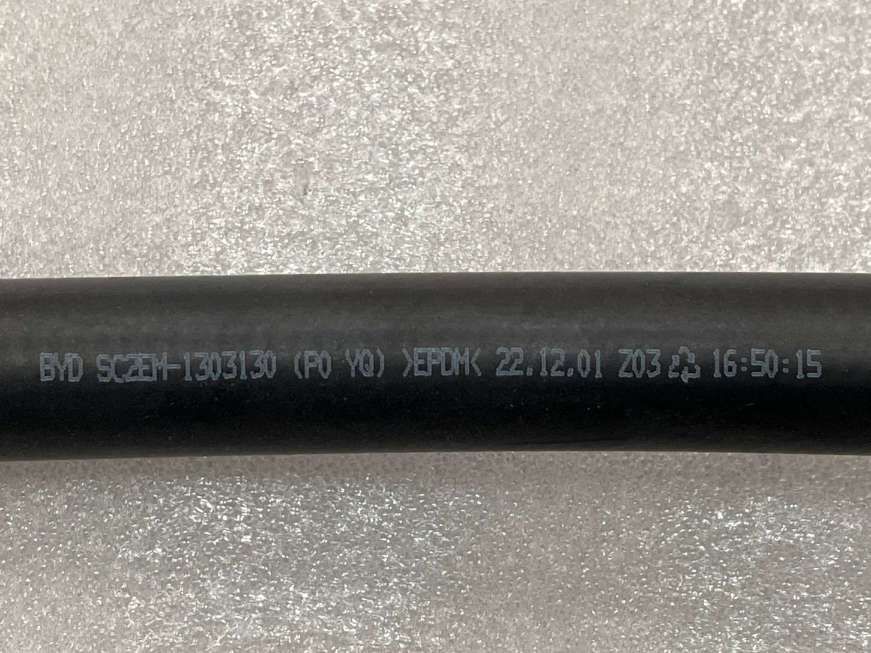 BYD SC2EM-1303130 (P0 YQ) >EPDM< 22.12.01 Z03 ♺ 16:50:15